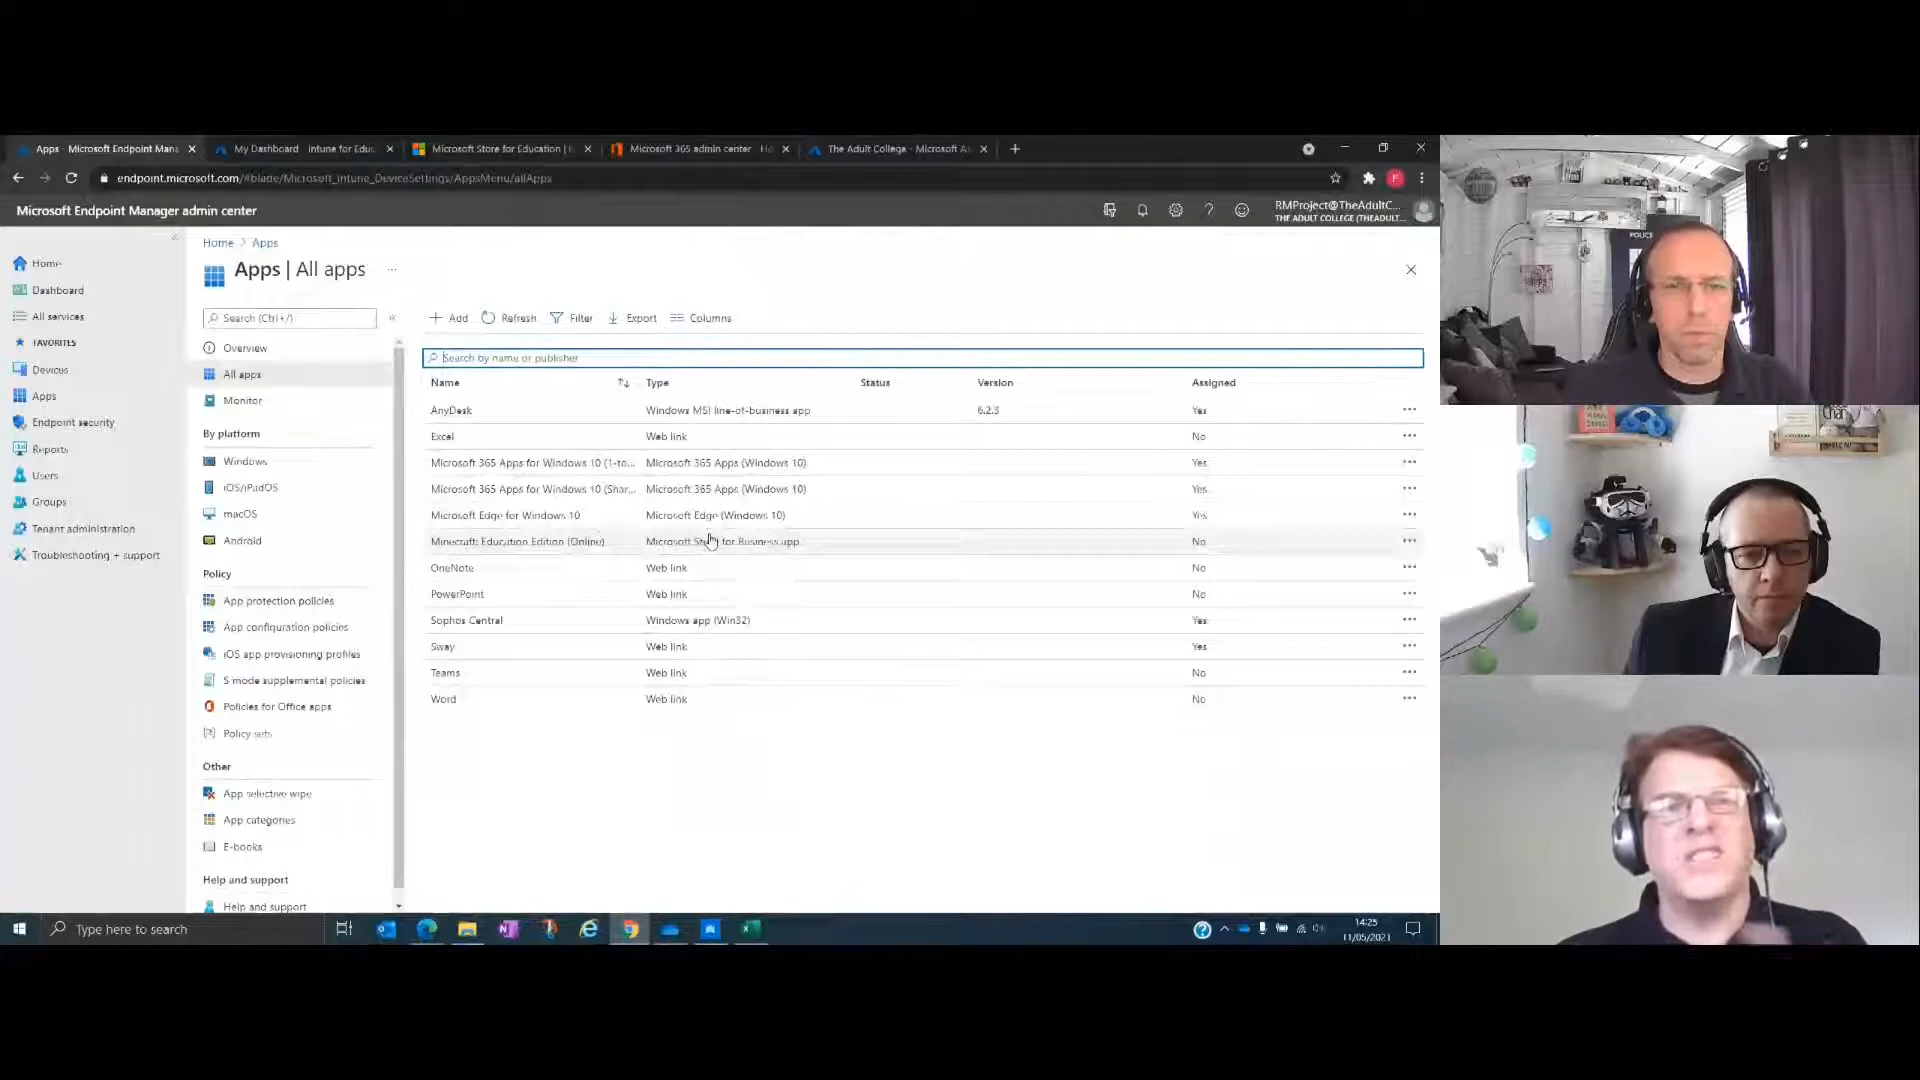 Apps - Microsoft Endpoint Mana
My Dashboard Intune for Educ
Microsoft Store for Education |
Microsoft 365 admin center
The Adult College - Microsoft A
endpoint.microsoft.com/#blade/Microsoft_Intune_DeviceSettings/AppsMenu/allApps
Microsoft Endpoint Manager admin center
RMProject@TheAdultC...
THE ADULT COLLEGE (THEADULT...
Home
Dashboard
All services
FAVORITES
Devices
Apps
Endpoint security
Reports
Users
Groups
Tenant administration
Troubleshooting + support
Home > Apps
Apps | All apps ...
Search (Ctrl+/)
Overview
All apps
Monitor
By platform
Windows
iOS/iPadOS
macOS
Android
Policy
App protection policies
App configuration policies
iOS app provisioning profiles
S mode supplemental policies
Policies for Office apps
Policy sets
Other
App selective wipe
App categories
E-books
Help and support
Help and support
Add Refresh Filter Export Columns
Search by name or publisher
Name Type Status Version Assigned
AnyDesk Windows MSI line-of-business app 6.2.3 Yes
Excel Web link No
Microsoft 365 Apps for Windows 10 (1-to... Microsoft 365 Apps (Windows 10) Yes
Microsoft 365 Apps for Windows 10 (Shar... Microsoft 365 Apps (Windows 10) Yes
Microsoft Edge for Windows 10 Microsoft Edge (Windows 10) Yes
Minecraft: Education Edition (Online) Microsoft Store for Business app No
OneNote Web link No
PowerPoint Web link No
Sophos Central Windows app (Win32) Yes
Sway Web link Yes
Teams Web link No
Word Web link No
Type here to search
14:25
11/05/2021
POLICE